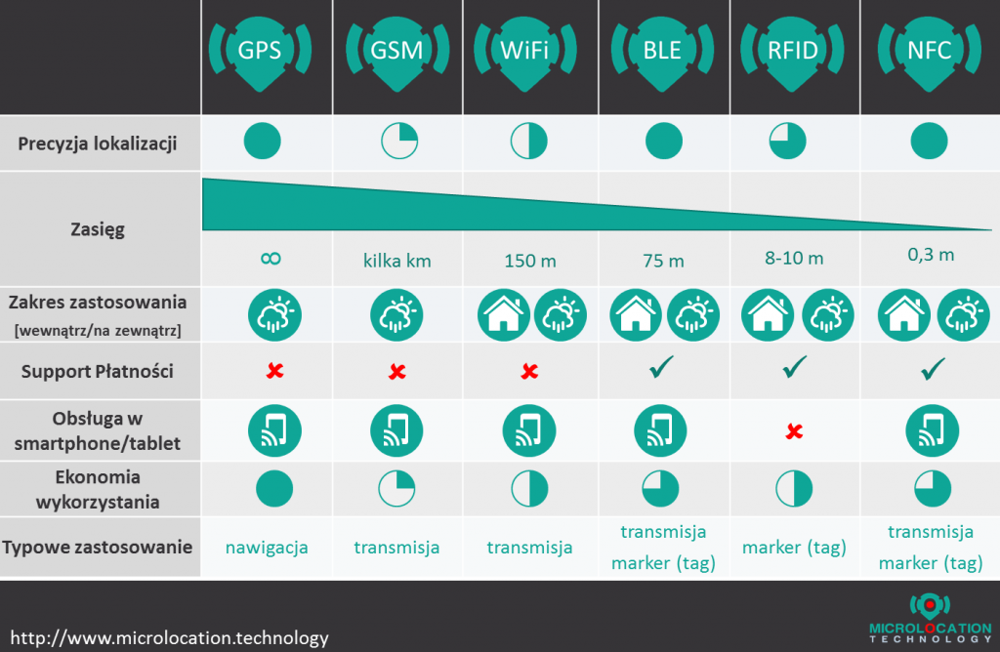 GPS GSM WiFi BLE RFID NFC
Precyzja lokalizacji
Zasięg
∞ kilka km 150 m 75 m 8-10 m 0,3 m
Zakres zastosowania
[wewnątrz/na zewnątrz]
Support Płatności
Obsługa w
smartphone/tablet
Ekonomia
wykorzystania
Typowe zastosowanie
nawigacja transmisja transmisja transmisja marker (tag) marker (tag) transmisja marker (tag)
http://www.microlocation.technology
MICROLOCATION
TECHNOLOGY